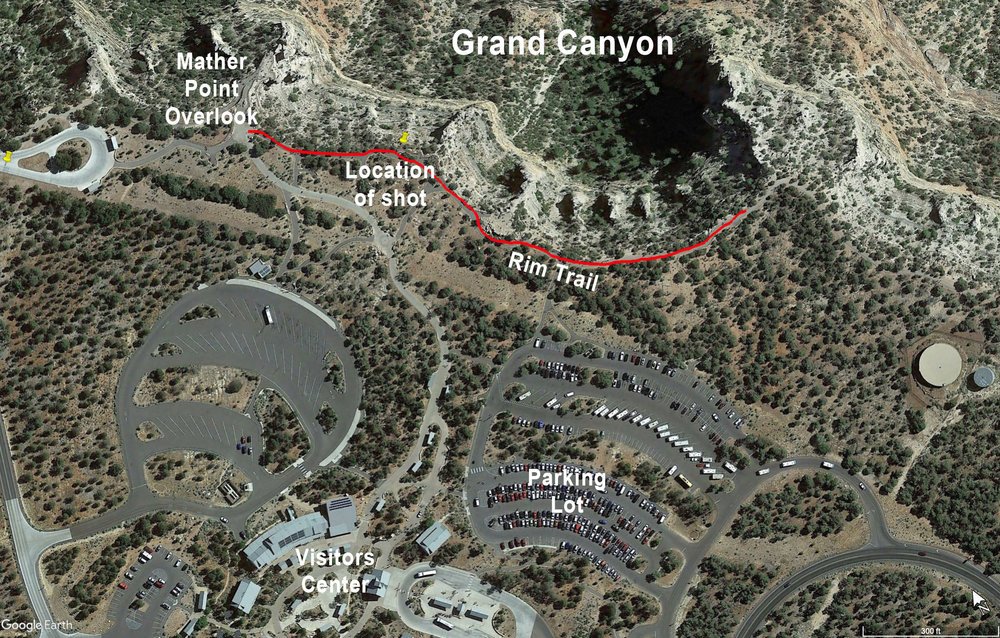 Grand Canyon
Mather
Point
Overlook
Location
of shot
Rim Trail
Parking
Lot
Visitors
Center
Google Earth
300 ft